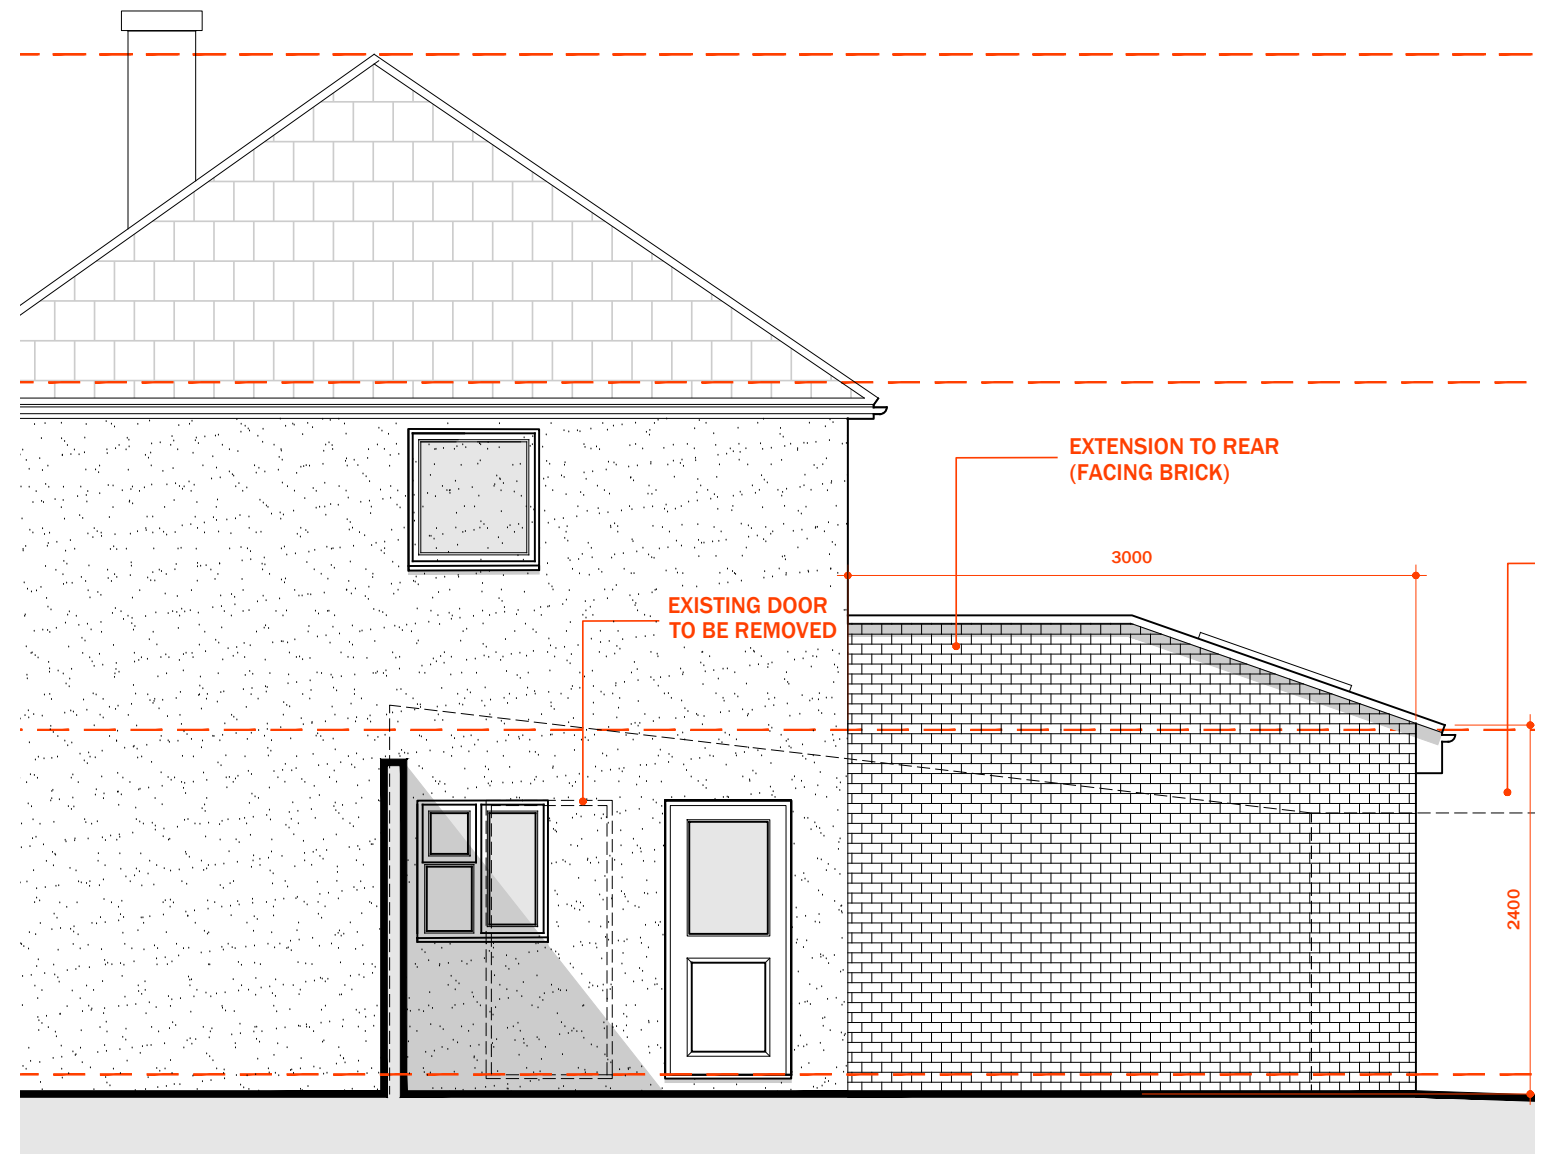 EXTENSION TO REAR
(FACING BRICK)
3000
EXISTING DOOR
TO BE REMOVED
2400